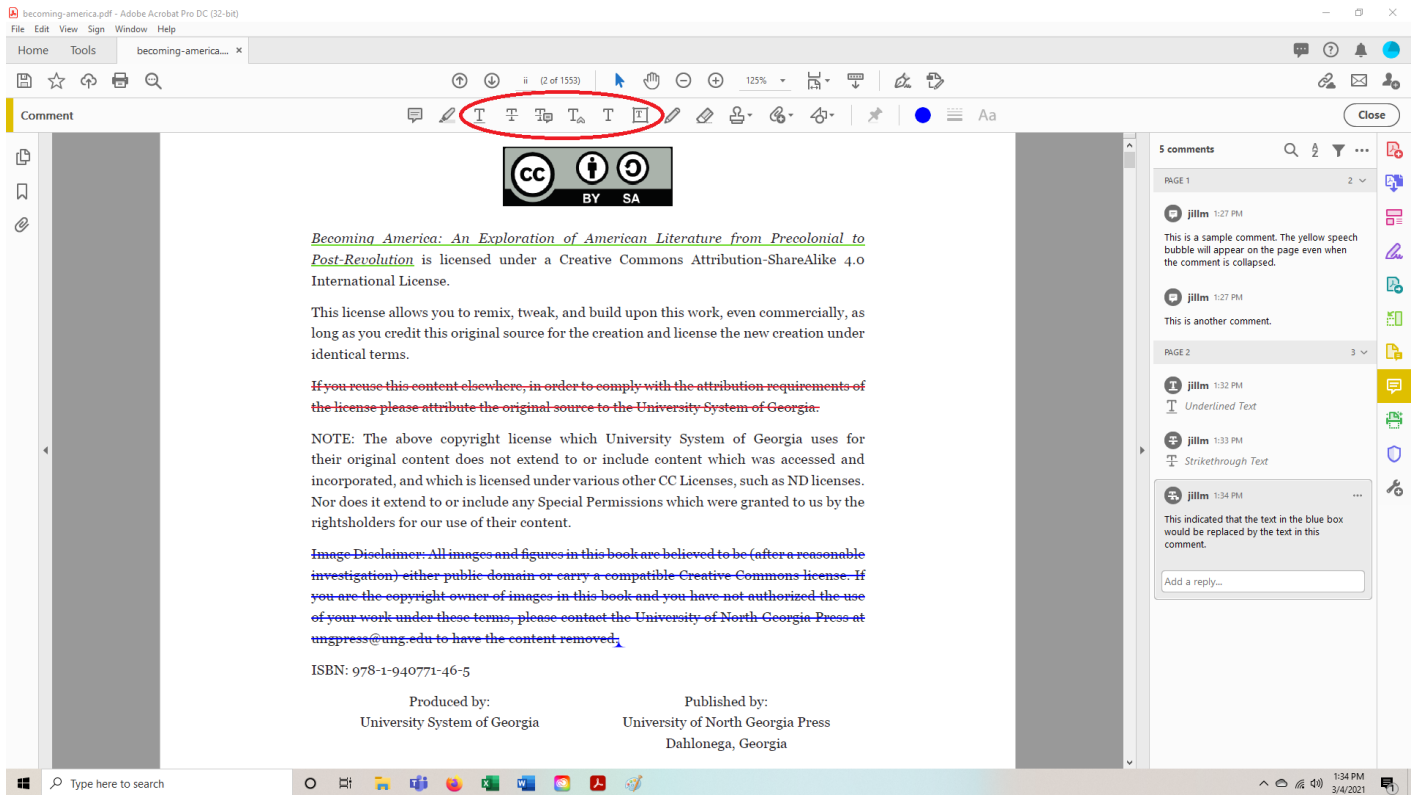 becoming-america.pdf - Adobe Acrobat Pro DC (32-bit)
File Edit View Sign Window Help
Home Tools becoming-america.... ×
ii (2 of 1553) 125%
Comment
Aa
Close
CC
BY SA
Becoming America: An Exploration of American Literature from Precolonial to
Post-Revolution is licensed under a Creative Commons Attribution-ShareAlike 4.0
International License.
This license allows you to remix, tweak, and build upon this work, even commercially, as
long as you credit this original source for the creation and license the new creation under
identical terms.
If you reuse this content elsewhere, in order to comply with the attribution requirements of
the license please attribute the original source to the University System of Georgia.
NOTE: The above copyright license which University System of Georgia uses for
their original content does not extend to or include content which was accessed and
incorporated, and which is licensed under various other CC Licenses, such as ND licenses.
Nor does it extend to or include any Special Permissions which were granted to us by the
rightsholders for our use of their content.
Image Disclaimer: All images and figures in this book are believed to be (after a reasonable
investigation) either public domain or carry a compatible Creative Commons license. If
you are the copyright owner of images in this book and you have not authorized the use
of your work under these terms, please contact the University of North Georgia Press at
ungpress@ung.edu to have the content removed.
ISBN: 978-1-940771-46-5
Produced by:
University System of Georgia
Published by:
University of North Georgia Press
Dahlonega, Georgia
5 comments
PAGE 1 2
jillm 1:27 PM
This is a sample comment. The yellow speech
bubble will appear on the page even when
the comment is collapsed.
jillm 1:27 PM
This is another comment.
PAGE 2 3
jillm 1:32 PM
Underlined Text
jillm 1:33 PM
Strikethrough Text
jillm 1:34 PM
This indicated that the text in the blue box
would be replaced by the text in this
comment.
Add a reply...
Type here to search
1:34 PM
3/4/2021